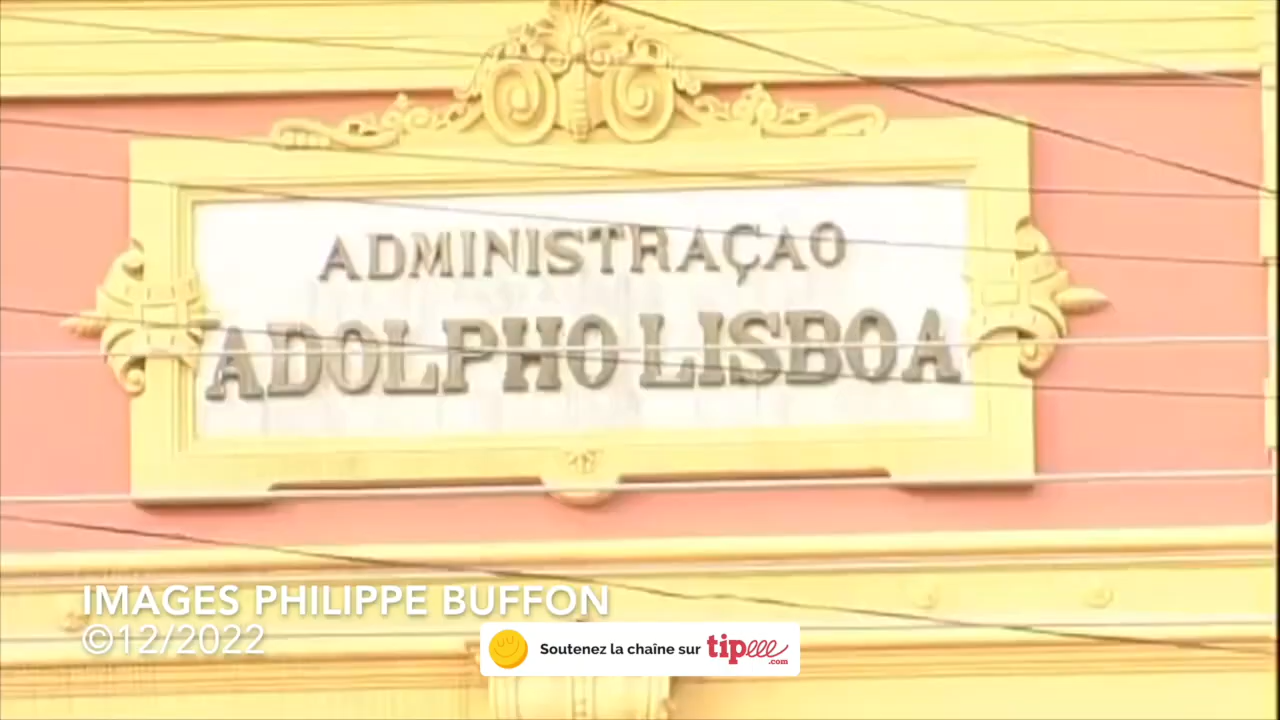 ADMINISTRAÇAO
ADOLPHO LISBOA
IMAGES PHILIPPE BUFFON
©12/2022
Soutenez la chaîne sur tipeee.com